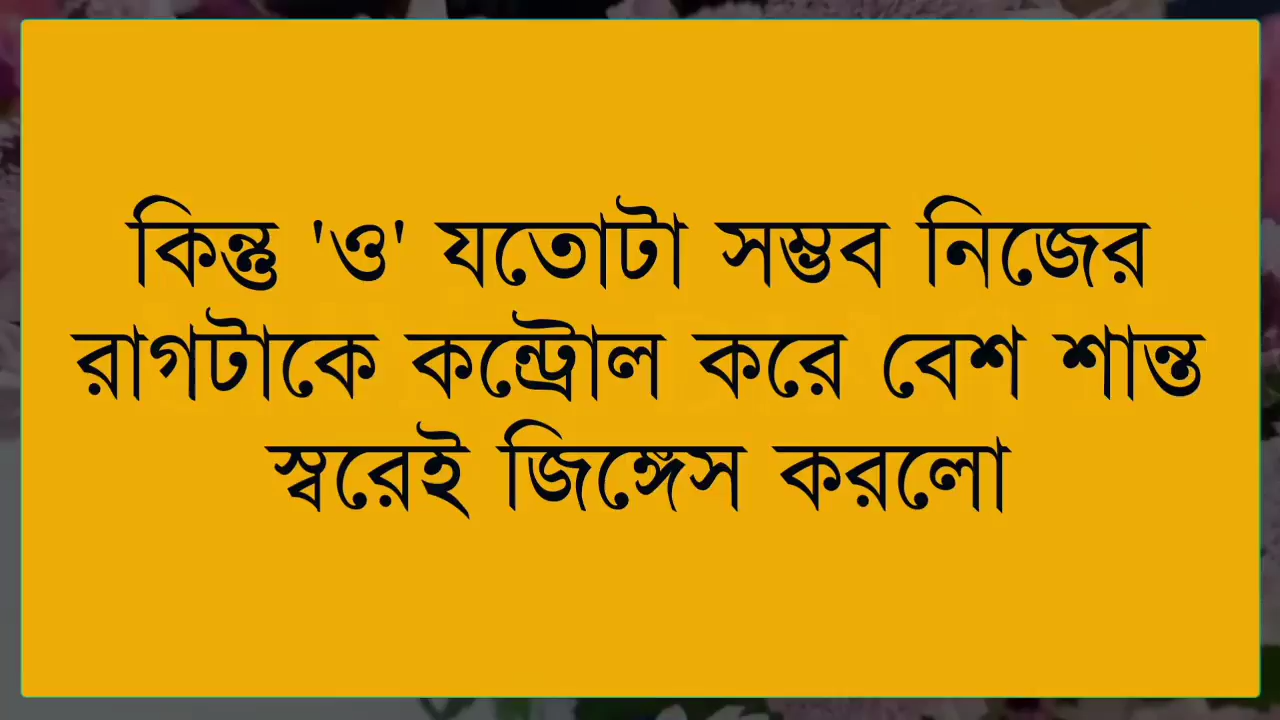 কিন্তু 'ও' যতোটা সম্ভব নিজের
রাগটাকে কন্ট্রোল করে বেশ শান্ত
স্বরেই জিঙ্গেস করলো